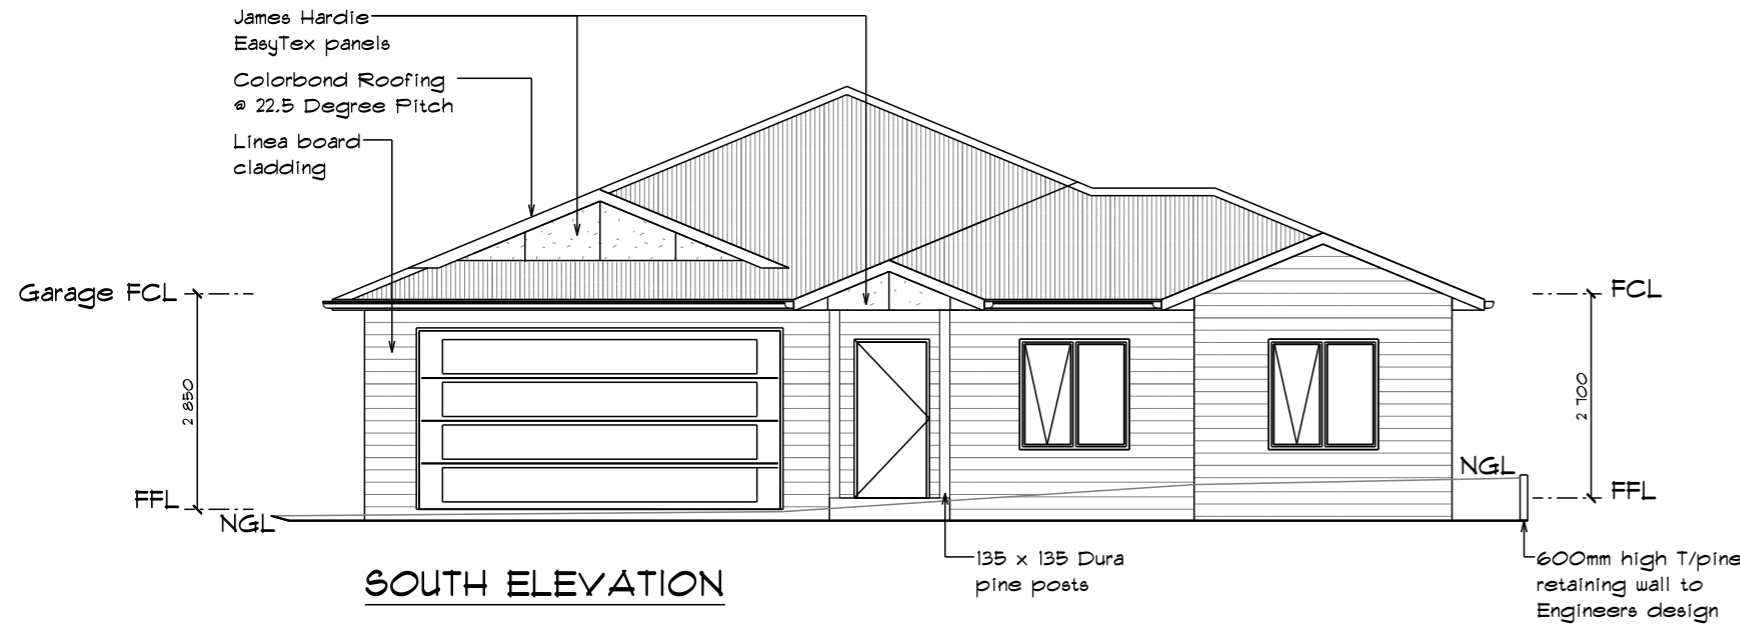 James Hardie
EasyTex panels
Colorbond Roofing
@ 22.5 Degree Pitch
Linea board
cladding
Garage FCL
FCL
2 850
2 700
NGL
FFL
FFL
NGL
135 x 135 Dura
pine posts
600mm high T/pine
retaining wall to
Engineers design
SOUTH ELEVATION